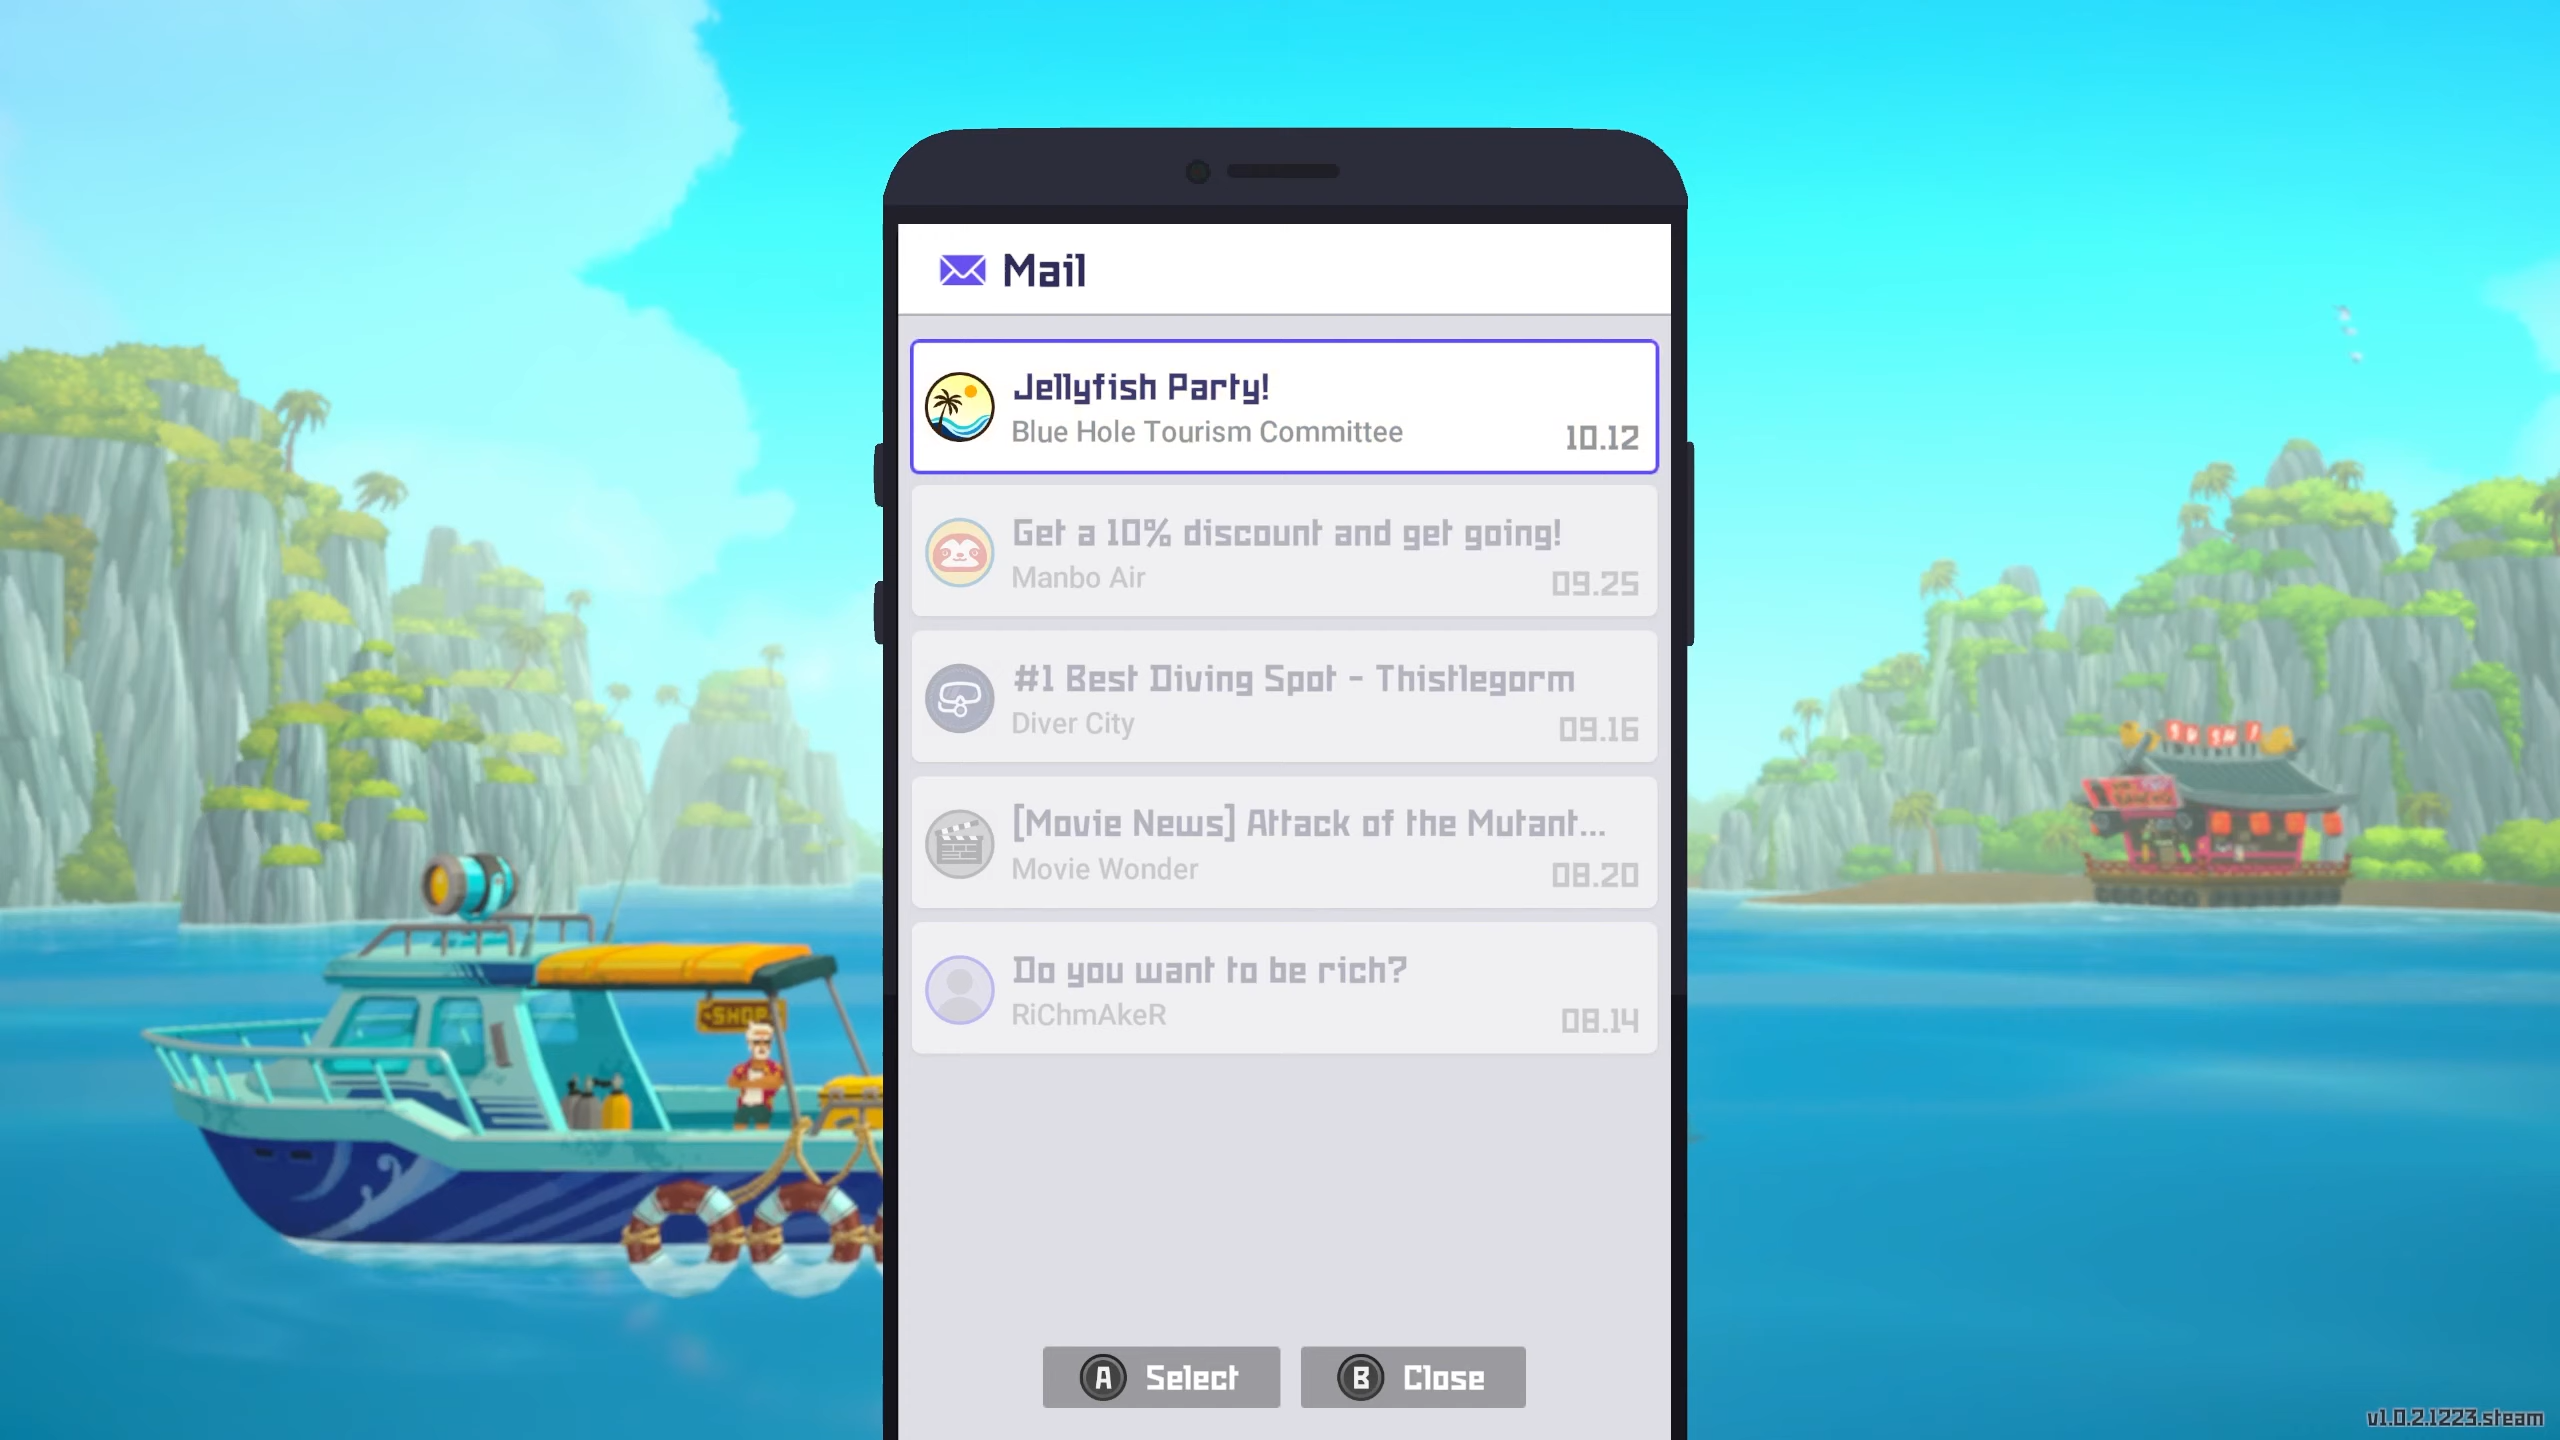 Mail
Jellyfish Party!
Blue Hole Tourism Committee
10.12
Get a 10% discount and get going!
Manbo Air
09.25
#1 Best Diving Spot - Thistlegorm
Diver City
09.16
[Movie News] Attack of the Mutant...
Movie Wonder
08.20
Do you want to be rich?
RiChmAkeR
08.14
SUSHI
SHOP
A Select
B Close
v1.0.2.1223.steam